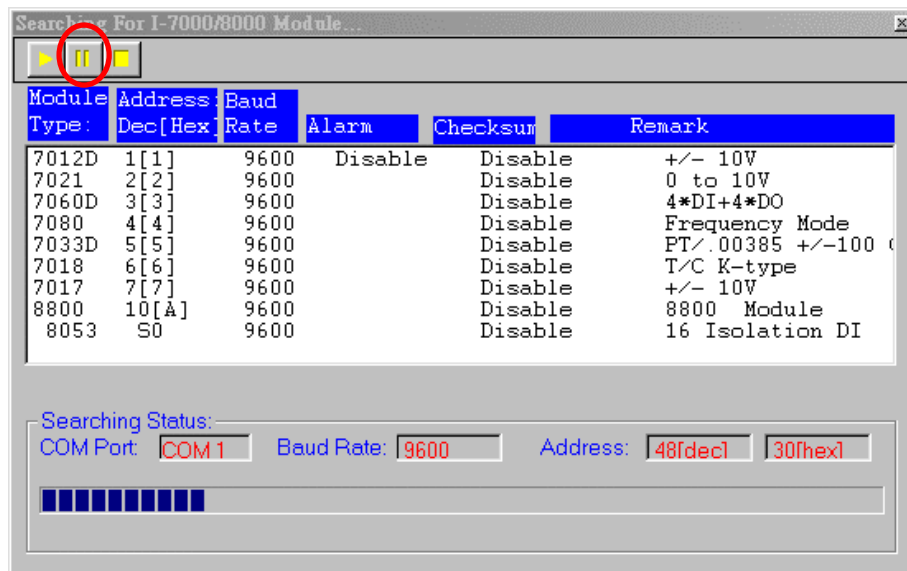 Searching For I-7000/8000 Module...
Module Type: Address: Dec[Hex] Baud Rate Alarm Checksum Remark
7012D 1[1] 9600 Disable Disable +/- 10V
7021 2[2] 9600 Disable 0 to 10V
7060D 3[3] 9600 Disable 4*DI+4*DO
7080 4[4] 9600 Disable Frequency Mode
7033D 5[5] 9600 Disable PT/.00385 +/-100
7018 6[6] 9600 Disable T/C K-type
7017 7[7] 9600 Disable +/- 10V
8800 10[A] 9600 Disable 8800 Module
8053 S0 9600 Disable 16 Isolation DI
Searching Status:
COM Port: COM 1 Baud Rate: 9600 Address: 48[dec] 30[hex]